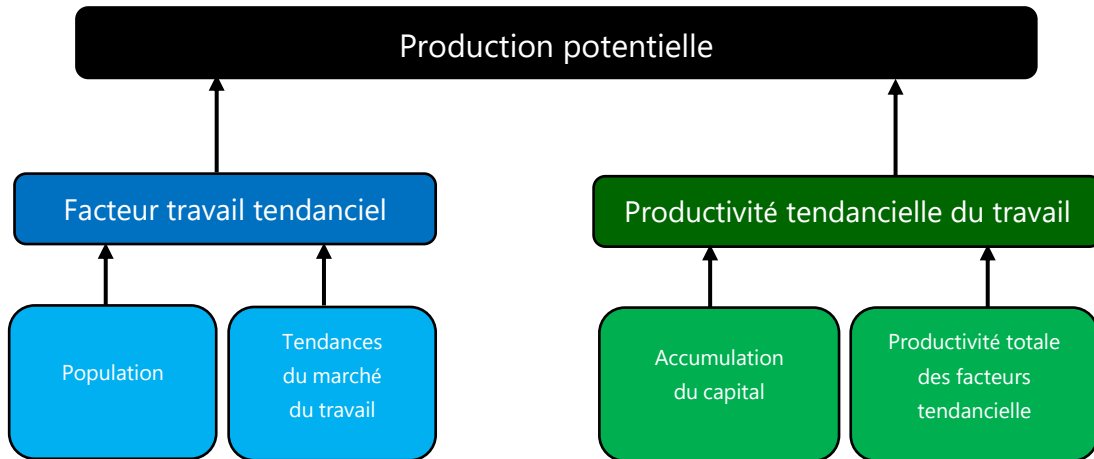 Production potentielle
Facteur travail tendanciel
Productivité tendancielle du travail
Population
Tendances
du marché
du travail
Accumulation
du capital
Productivité totale
des facteurs
tendancielle